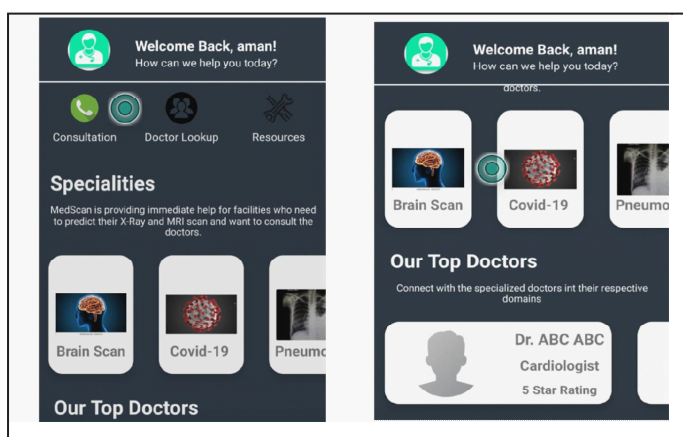 Welcome Back, aman!
How can we help you today?
Consultation
Doctor Lookup
Resources
Specialities
MedScan is providing immediate help for facilities who need
to predict their X-Ray and MRI scan and want to consult the
doctors.
Brain Scan
Covid-19
Pneumo
Our Top Doctors
Welcome Back, aman!
How can we help you today?
doctors.
Brain Scan
Covid-19
Pneumo
Our Top Doctors
Connect with the specialized doctors int their respective
domains
Dr. ABC ABC
Cardiologist
5 Star Rating